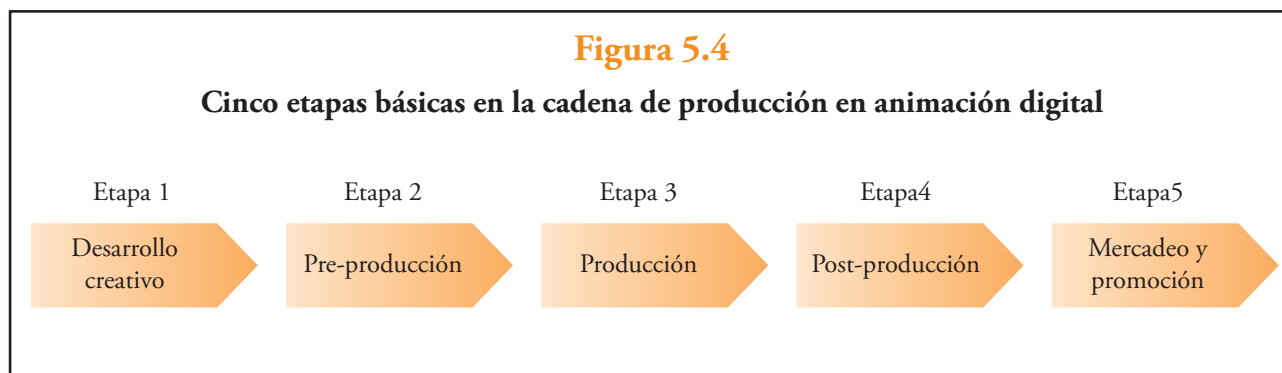 Figura 5.4
Cinco etapas básicas en la cadena de producción en animación digital
Etapa 1
Desarrollo
creativo
Etapa 2
Pre-producción
Etapa 3
Producción
Etapa4
Post-producción
Etapa5
Mercadeo y
promoción